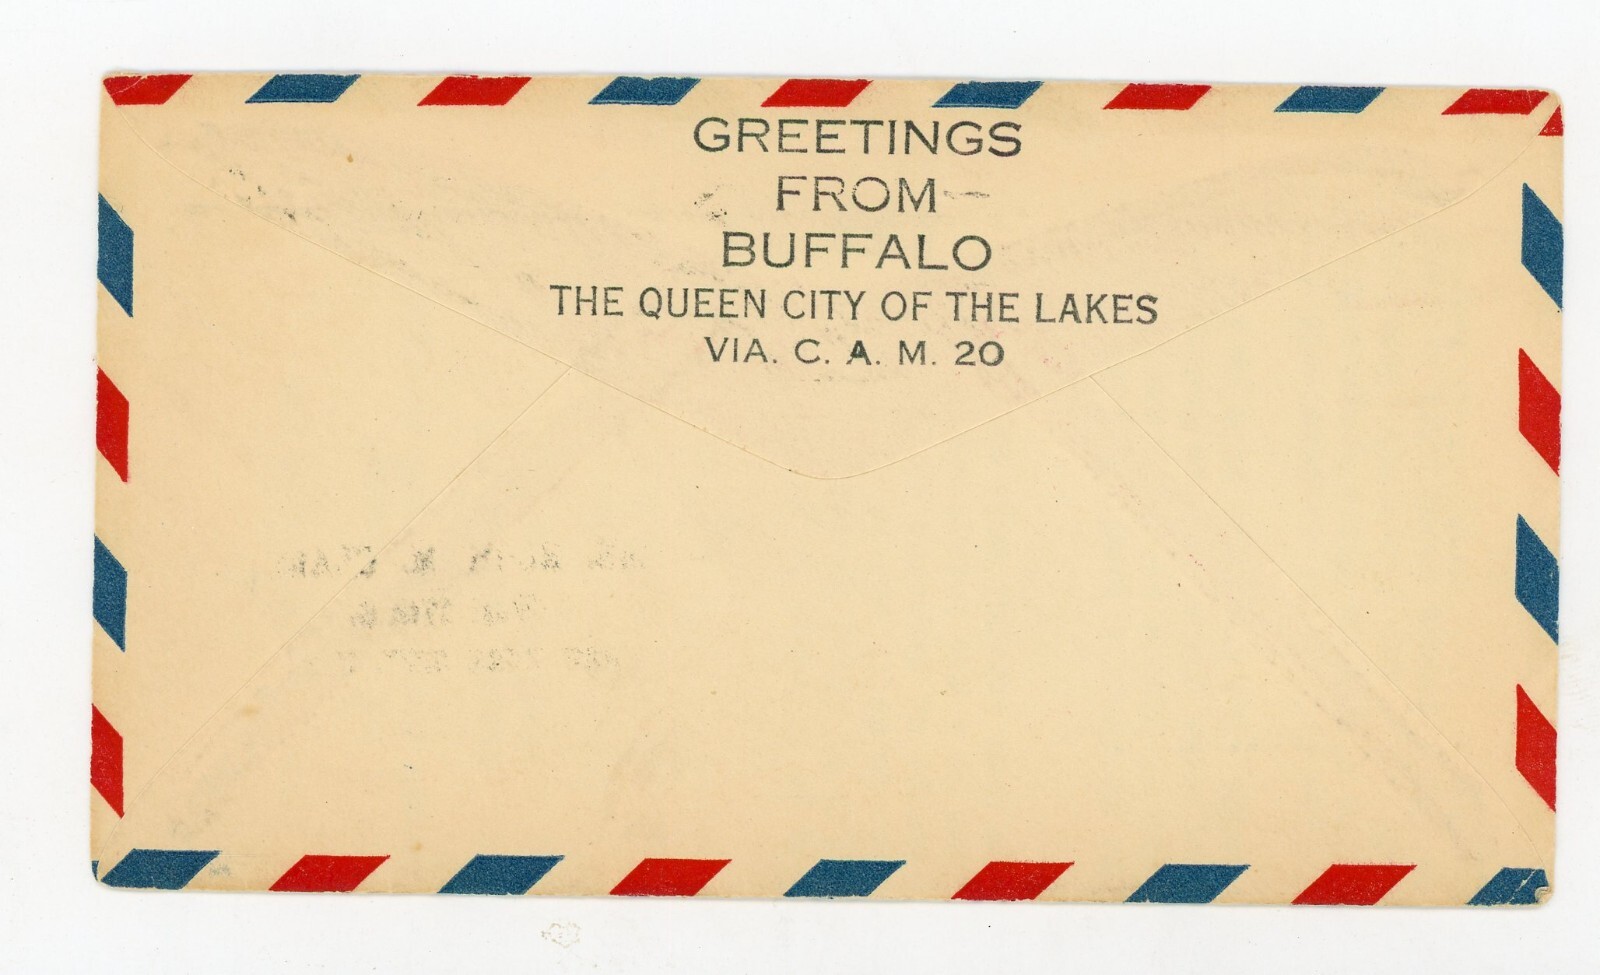 GREETINGS
FROM
BUFFALO
THE QUEEN CITY OF THE LAKES
VIA. C. A. M. 20